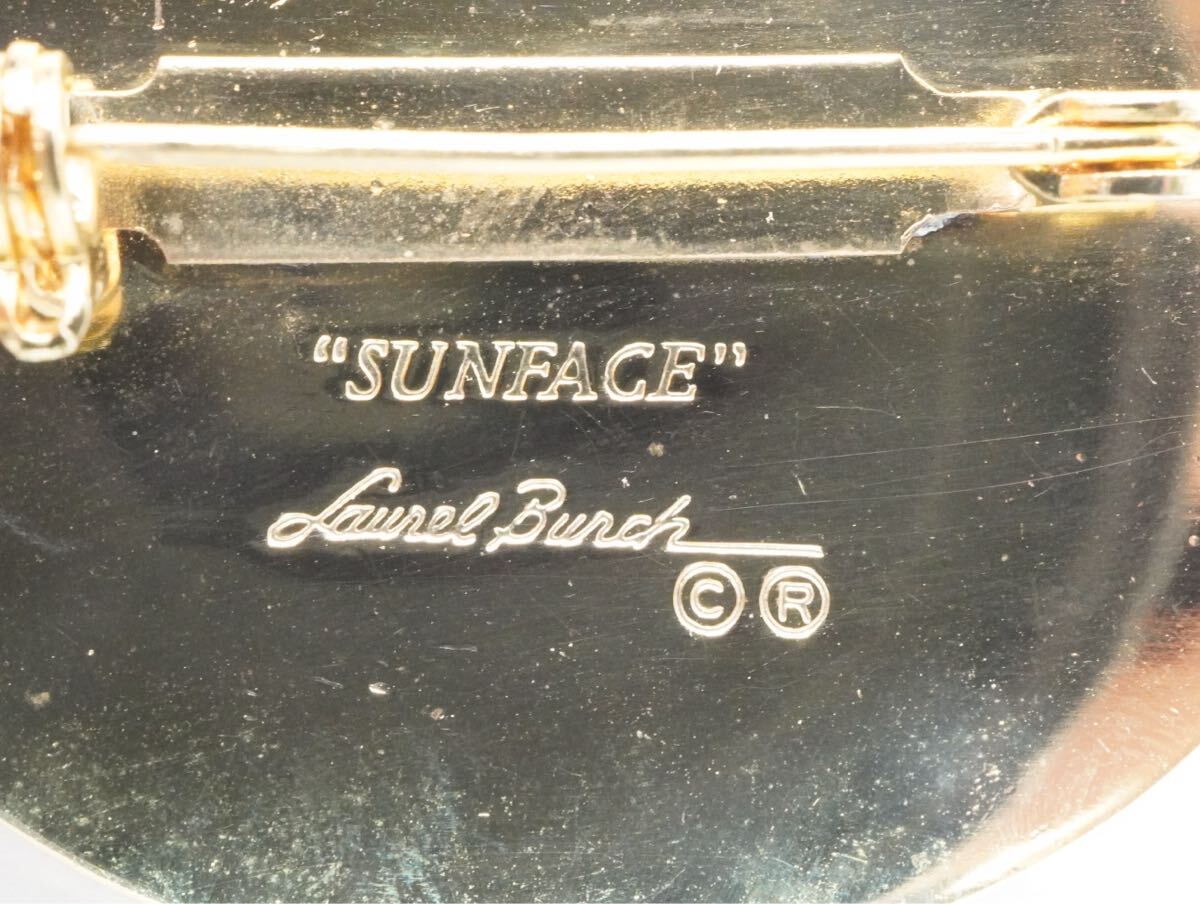 “SUNFACE”
Laurel Burch
© ®